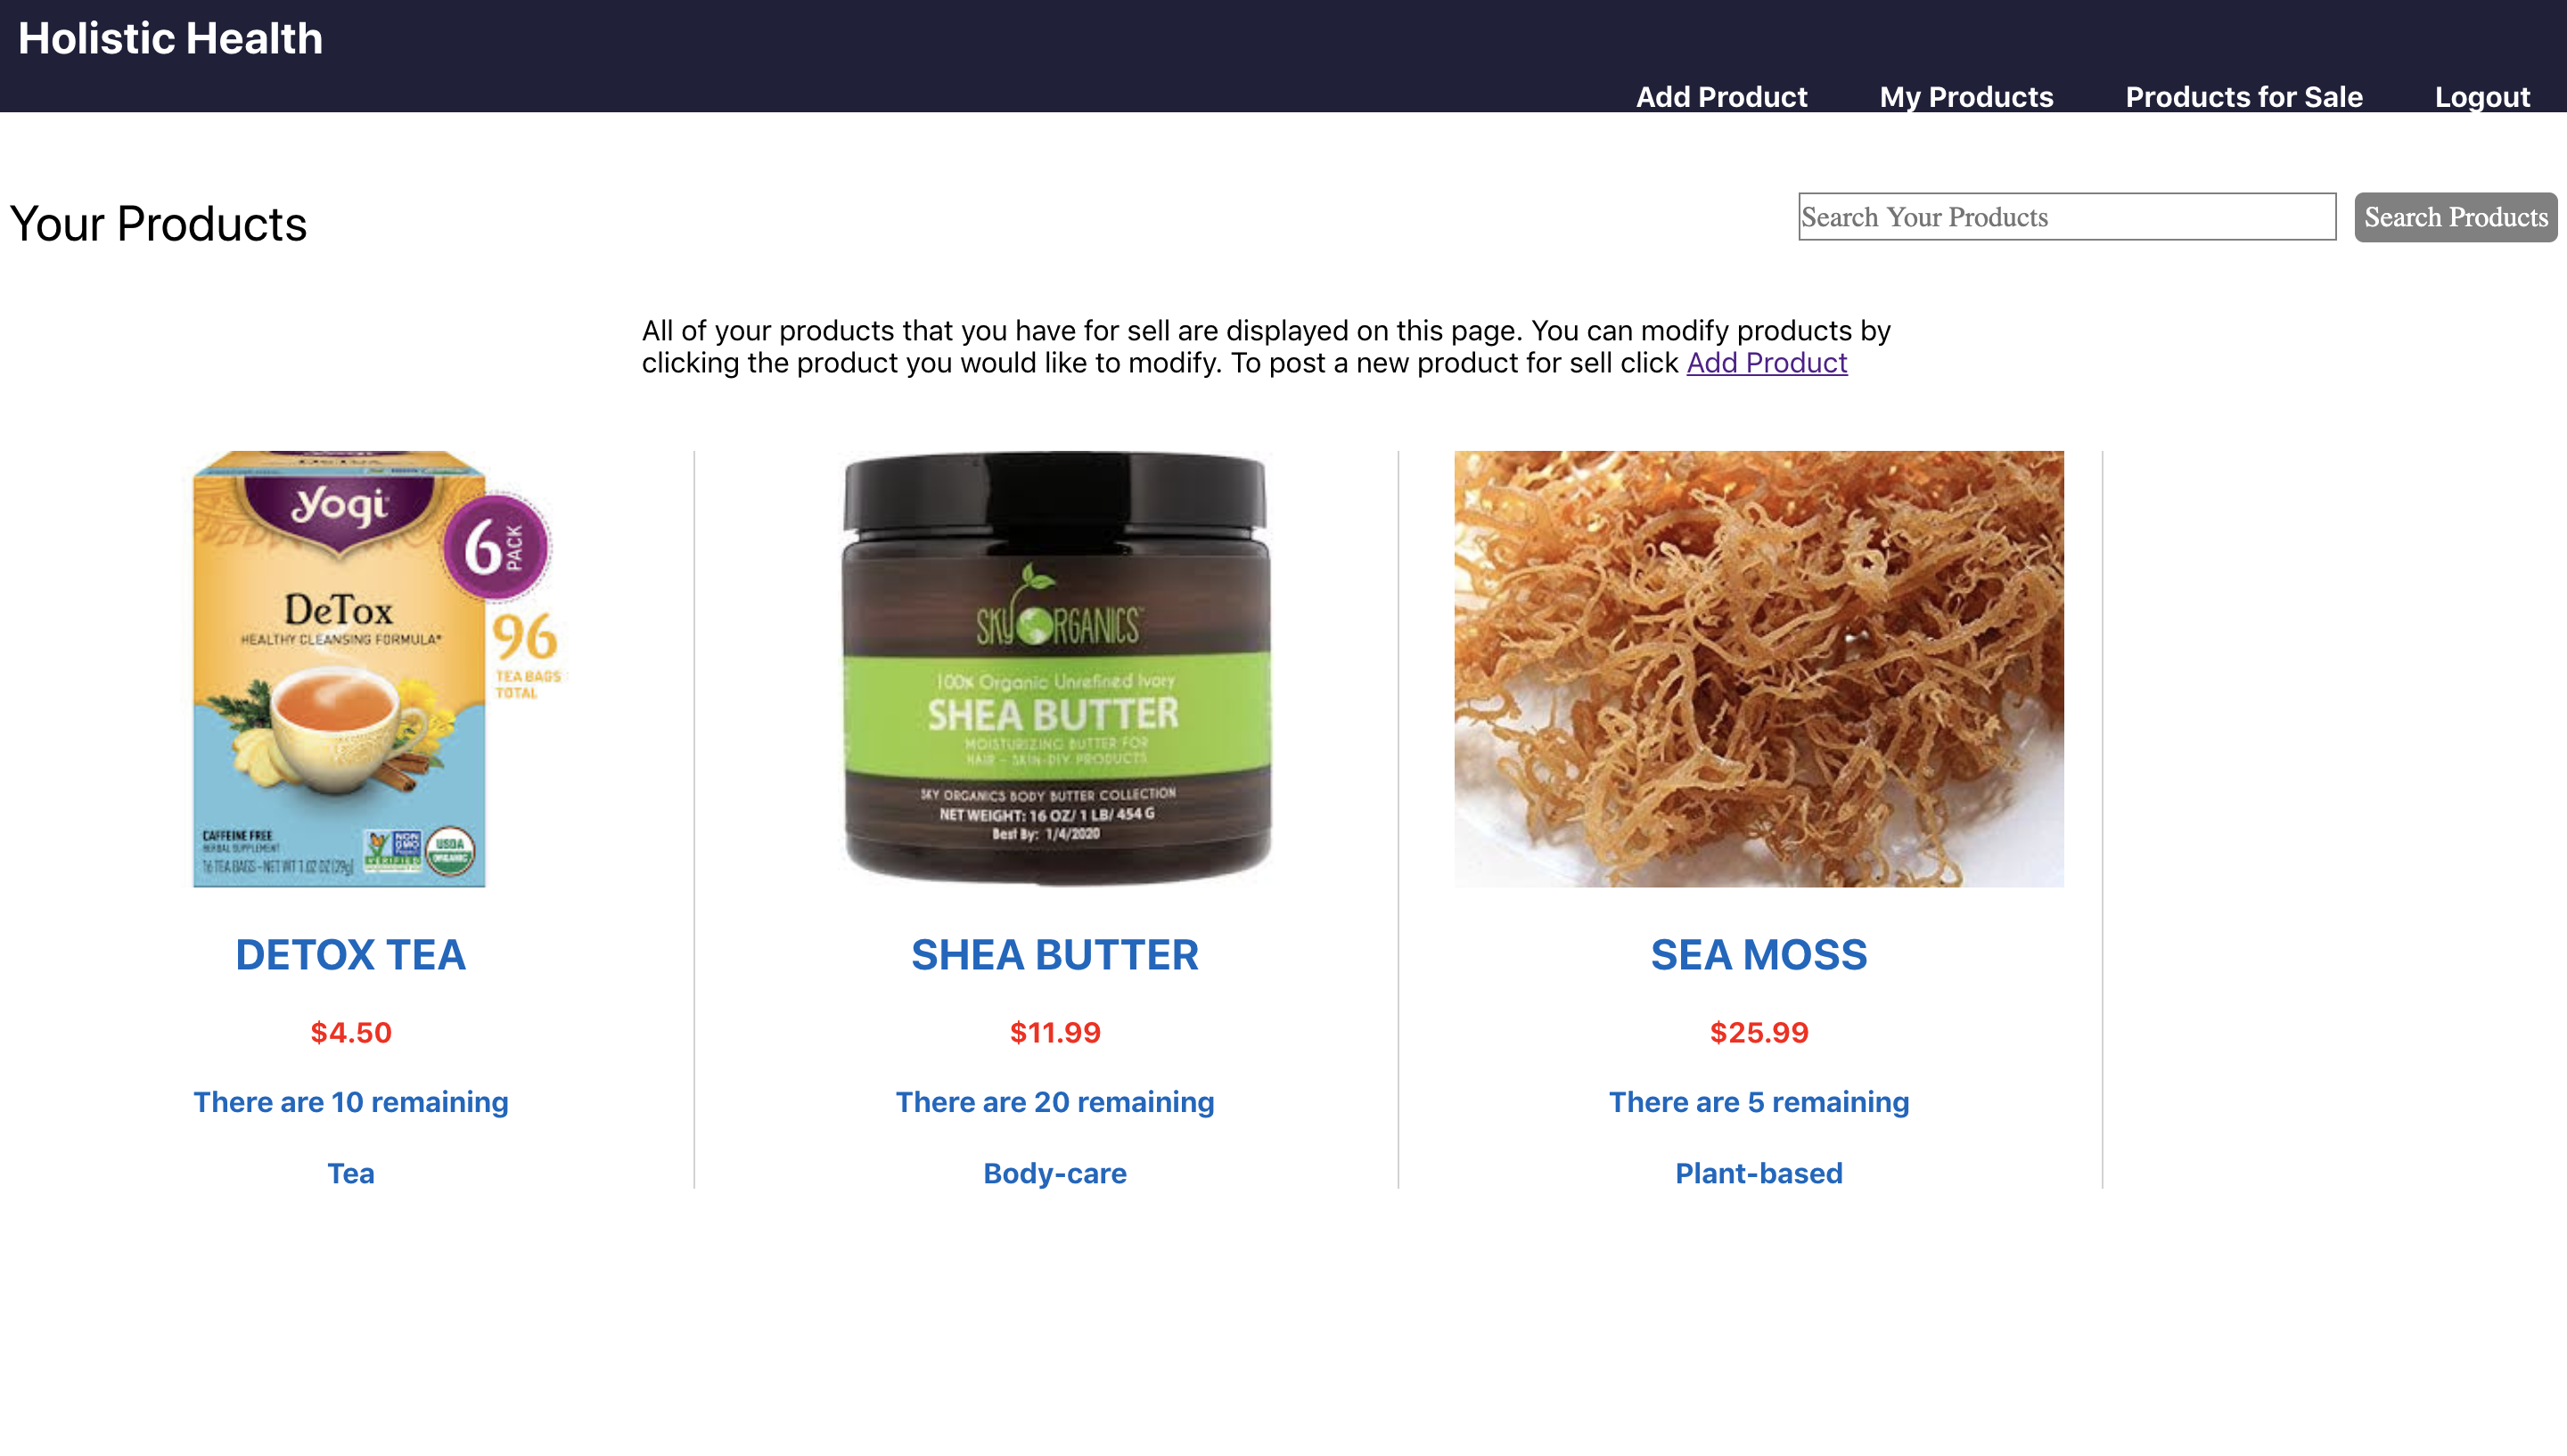 Holistic Health
Add Product My Products Products for Sale Logout
Your Products
Search Your Products
Search Products
All of your products that you have for sell are displayed on this page. You can modify products by
clicking the product you would like to modify. To post a new product for sell click Add Product
DeTox
yogi
6 PACK
DeTox
HEALTHY CLEANSING FORMULA*
96
TEA BAGS
TOTAL
CAFFEINE FREE
HERBAL SUPPLEMENT
16 TEA BAGS - NET WT 1.02 OZ (29g)
NON
GMO
VERIFIED
USDA
ORGANIC
SKY ORGANICS™
100% Organic Unrefined Ivory
SHEA BUTTER
MOISTURIZING BUTTER FOR
HAIR - SKIN-DIY PRODUCTS
SKY ORGANICS BODY BUTTER COLLECTION
NET WEIGHT: 16 OZ/ 1 LB/ 454 G
Best By: 1/4/2020
DETOX TEA
$4.50
There are 10 remaining
Tea
SHEA BUTTER
$11.99
There are 20 remaining
Body-care
SEA MOSS
$25.99
There are 5 remaining
Plant-based